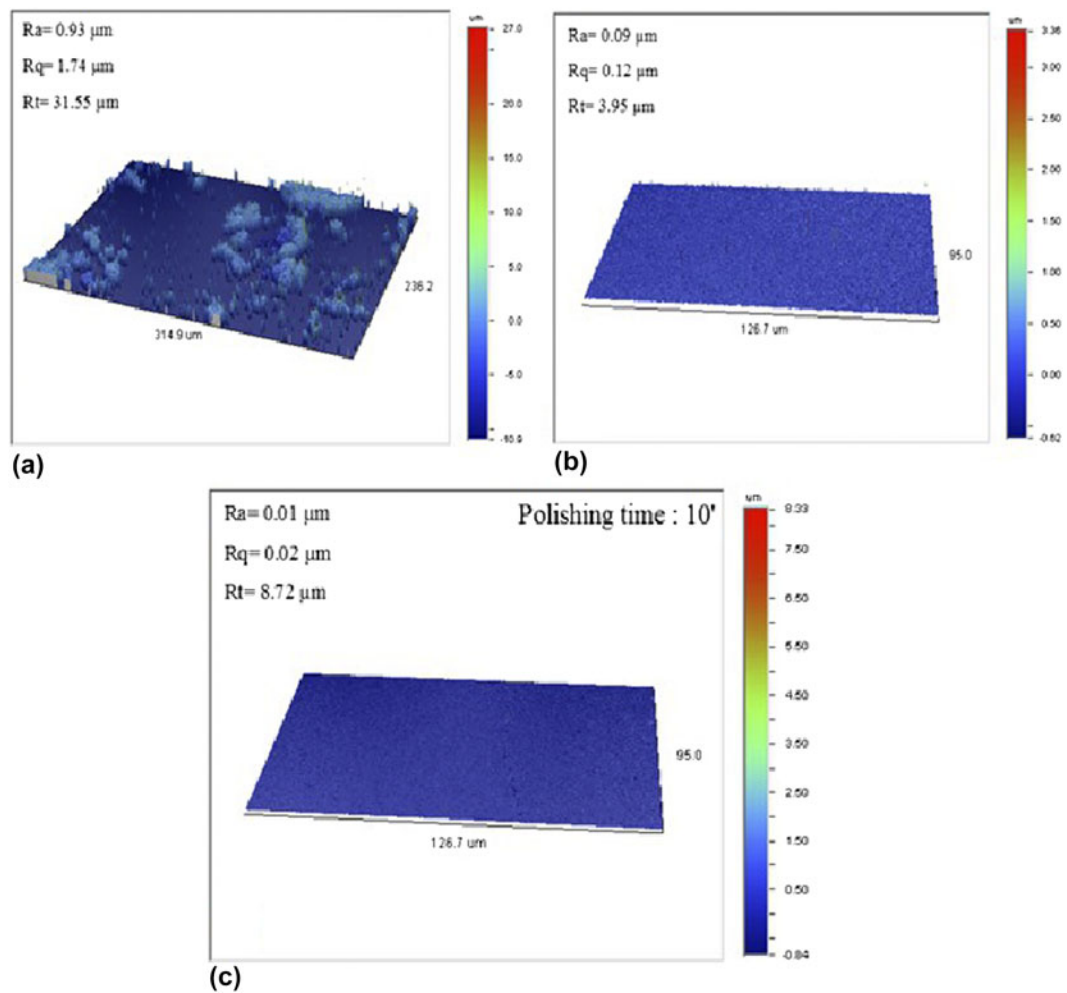 Ra= 0.93 µm
Rq= 1.74 µm
Rt= 31.55 µm
314.9 um
236.2
um
27.0
20.0
15.0
10.0
5.0
0.0
-5.0
(a)
Ra= 0.09 µm
Rq= 0.12 µm
Rt= 3.95 µm
126.7 um
95.0
um
3.36
3.00
2.50
2.00
1.50
1.00
0.50
0.00
-0.62
(b)
Ra= 0.01 µm
Rq= 0.02 µm
Rt= 8.72 µm
Polishing time : 10'
126.7 um
95.0
um
7.50
6.50
5.50
4.50
3.50
2.50
1.50
0.50
-0.84
(c)